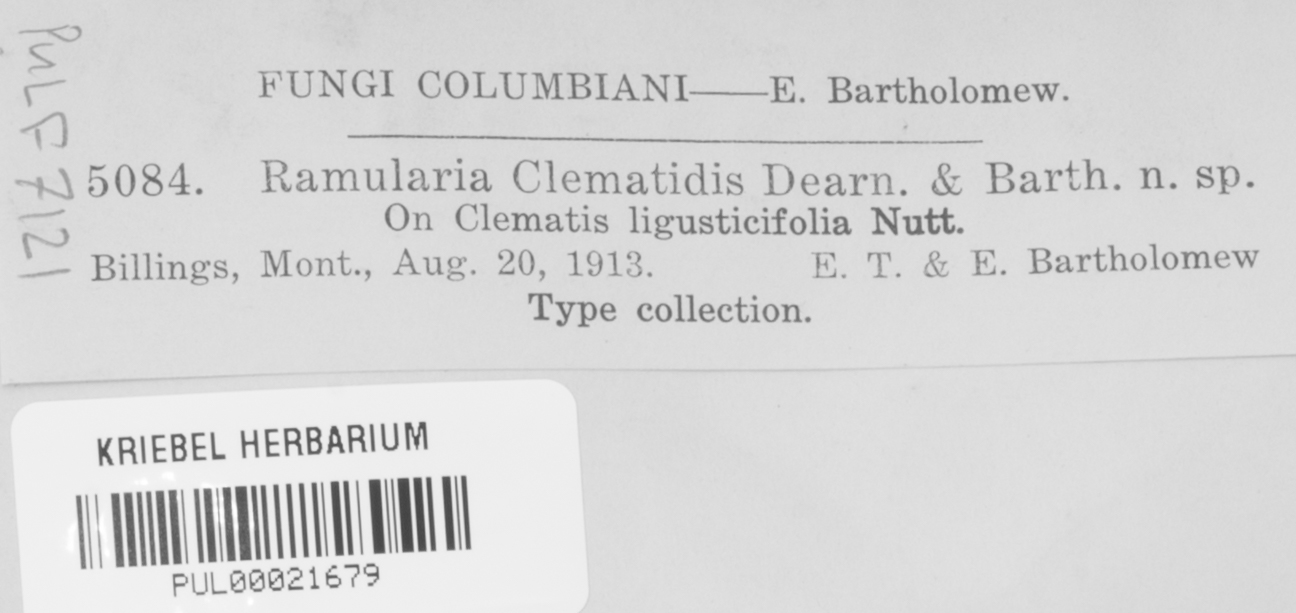 PUL F 7121
FUNGI COLUMBIANI——E. Bartholomew.
5084. Ramularia Clematidis Dearn. & Barth. n. sp.
On Clematis ligusticifolia Nutt.
Billings, Mont., Aug. 20, 1913. E. T. & E. Bartholomew
Type collection.
KRIEBEL HERBARIUM
PUL00021679